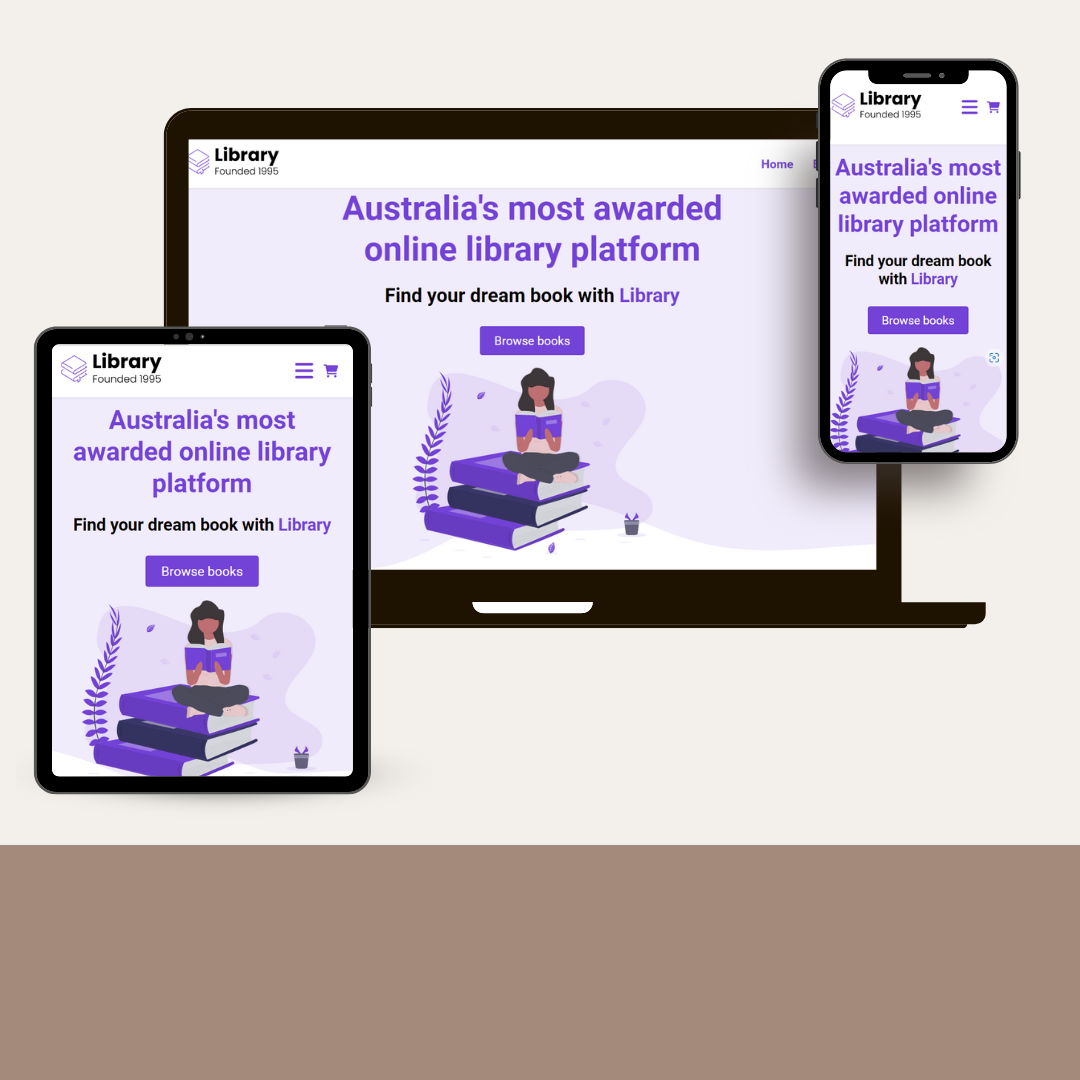 Library
Founded 1995
Home
Australia's most awarded
online library platform
Find your dream book with Library
Browse books
Library
Founded 1995
Australia's most
awarded online
library platform
Find your dream book
with Library
Browse books
Library
Founded 1995
Australia's most
awarded online library
platform
Find your dream book with Library
Browse books